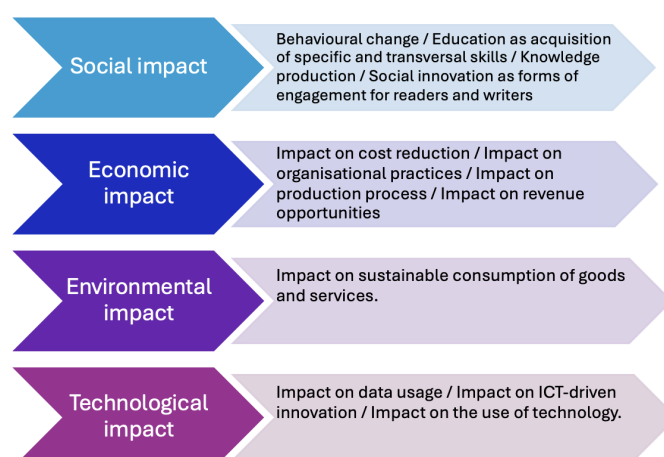 Social impact
Behavioural change / Education as acquisition
of specific and transversal skills / Knowledge
production / Social innovation as forms of
engagement for readers and writers
Economic
impact
Impact on cost reduction / Impact on
organisational practices / Impact on
production process / Impact on revenue
opportunities
Environmental
impact
Impact on sustainable consumption of goods
and services.
Technological
impact
Impact on data usage / Impact on ICT-driven
innovation / Impact on the use of technology.